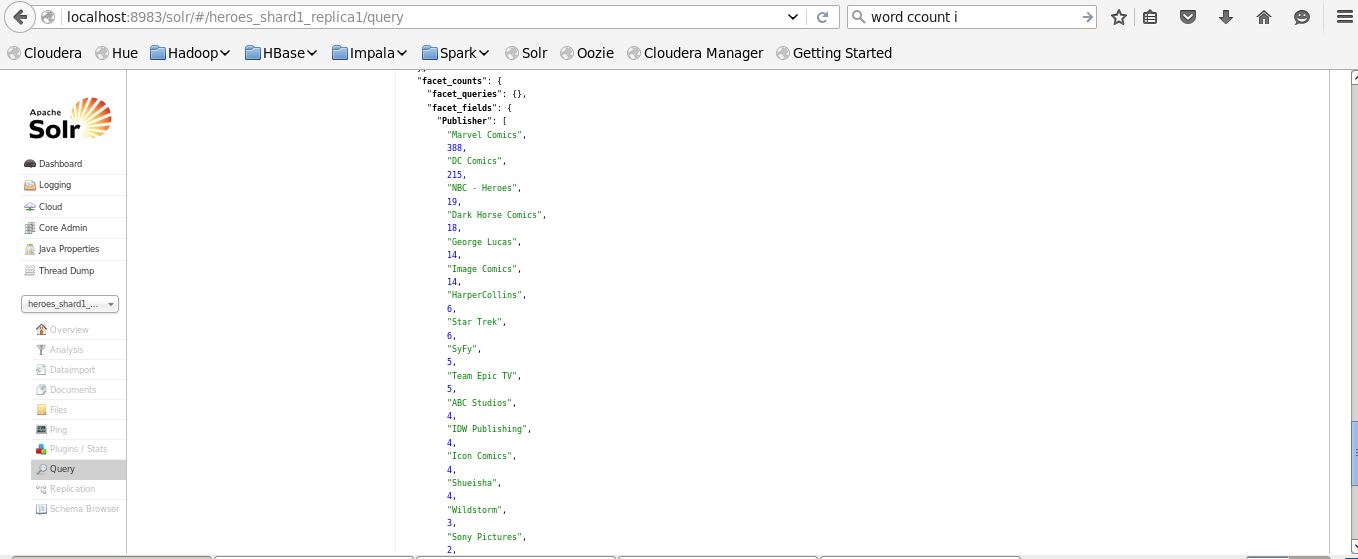 localhost:8983/solr/#/heroes_shard1_replica1/query
word ccount i
Cloudera Hue Hadoop HBase Impala Spark Solr Oozie Cloudera Manager Getting Started
Apache
Solr
Dashboard
Logging
Cloud
Core Admin
Java Properties
Thread Dump
heroes_shard1_...
Overview
Analysis
Dataimport
Documents
Files
Ping
Plugins / Stats
Query
Replication
Schema Browser
"facet_counts": {
"facet_queries": {},
"facet_fields": {
"Publisher": [
"Marvel Comics",
388,
"DC Comics",
215,
"NBC - Heroes",
19,
"Dark Horse Comics",
18,
"George Lucas",
14,
"Image Comics",
14,
"HarperCollins",
6,
"Star Trek",
6,
"SyFy",
5,
"Team Epic TV",
5,
"ABC Studios",
4,
"IDW Publishing",
4,
"Icon Comics",
4,
"Shueisha",
4,
"Wildstorm",
3,
"Sony Pictures",
2,